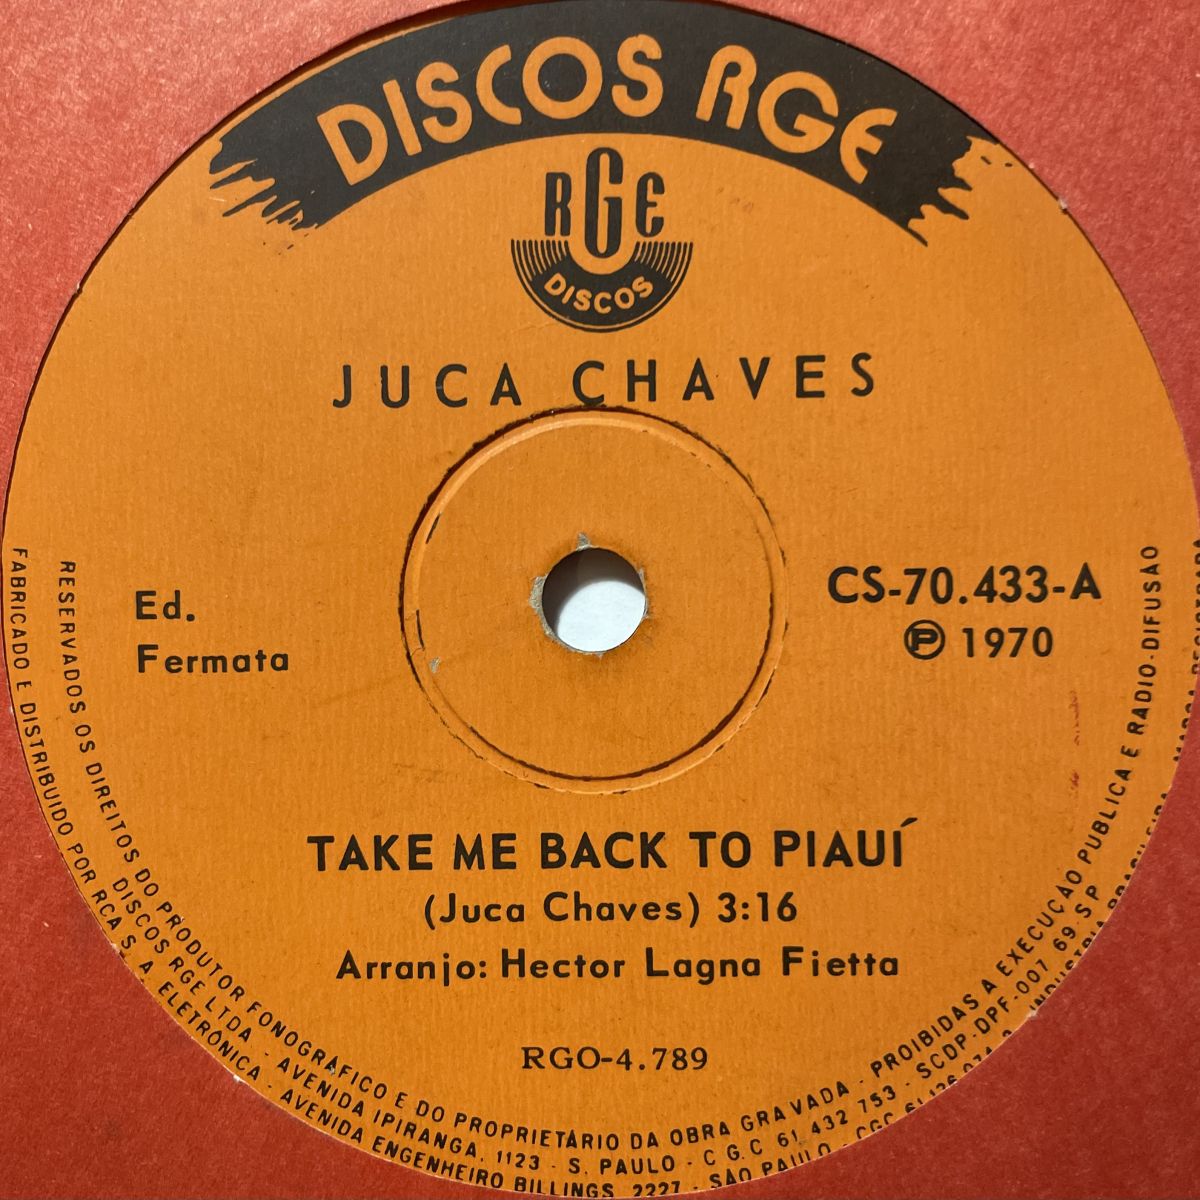 DISCOS RGE
RGE
DISCOS
JUCA CHAVES
Ed.
Fermata
CS-70.433-A
℗ 1970
TAKE ME BACK TO PIAUÍ
(Juca Chaves) 3:16
Arranjo: Hector Lagna Fietta
RGO-4.789
RESERVADOS OS DIREITOS DO PRODUTOR FONOGRÁFICO E DO PROPRIETÁRIO DA OBRA GRAVADA - PROIBIDAS A EXECUÇÃO PUBLICA E RADIO-DIFUSÃO
DISCOS RGE LTDA - AVENIDA IPIRANGA, 1123 - S. PAULO - C G.C 61 432 753 - SCDP-DPF-007 69-SP
FABRICADO E DISTRIBUIDO POR RCA S. A. ELETRÔNICA - AVENIDA ENGENHEIRO BILLINGS 2227 - SÃO PAULO - CGC